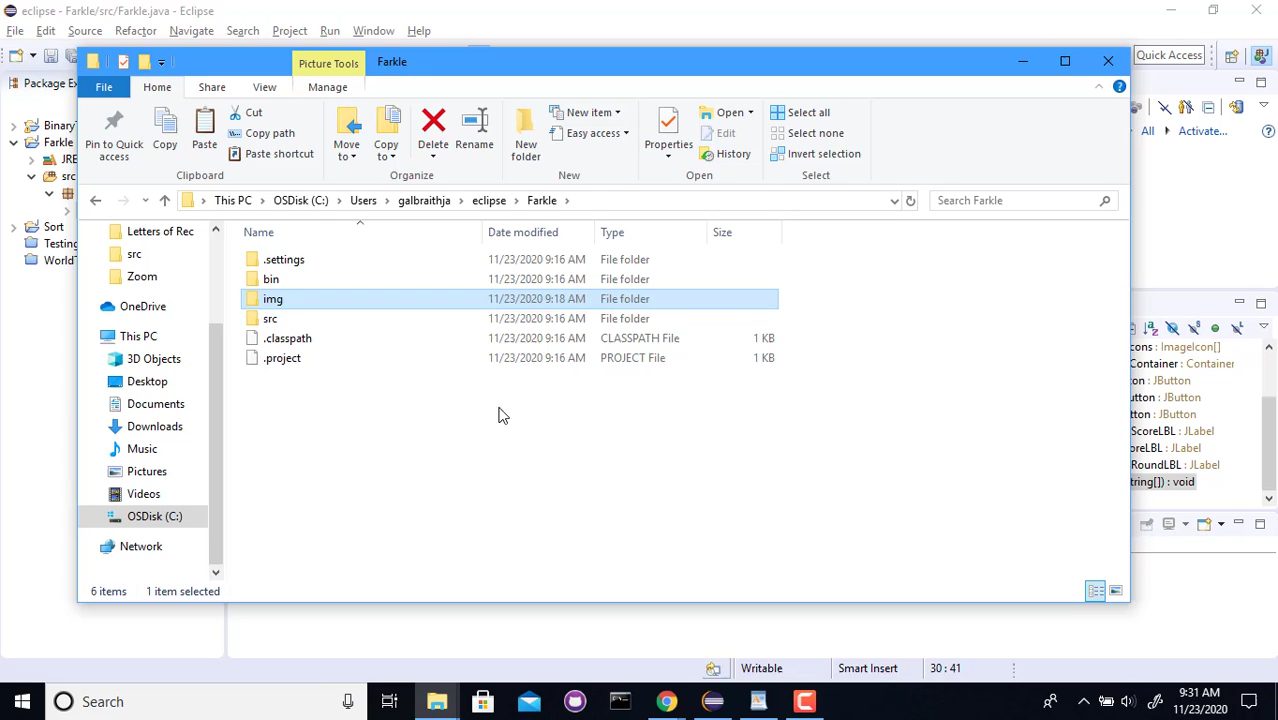 eclipse - Farkle/src/Farkle.java - Eclipse
File Edit Source Refactor Navigate Search Project Run Window Help
Quick Access
Package Ex
Binary
Farkle
JRE
src
Sort
Testing
WorldT
Picture Tools
Farkle
File Home Share View Manage
Pin to Quick access
Copy
Paste
Cut
Copy path
Paste shortcut
Clipboard
Move to
Copy to
Delete
Rename
Organize
New folder
New item
Easy access
New
Properties
Open
Edit
History
Open
Select all
Select none
Invert selection
Select
This PC OSDisk (C:) Users galbraithja eclipse Farkle
Search Farkle
Letters of Rec
src
Zoom
OneDrive
This PC
3D Objects
Desktop
Documents
Downloads
Music
Pictures
Videos
OSDisk (C:)
Network
Name Date modified Type Size
.settings 11/23/2020 9:16 AM File folder
bin 11/23/2020 9:16 AM File folder
img 11/23/2020 9:18 AM File folder
src 11/23/2020 9:16 AM File folder
.classpath 11/23/2020 9:16 AM CLASSPATH File 1 KB
.project 11/23/2020 9:16 AM PROJECT File 1 KB
6 items 1 item selected
All Activate...
cons : ImageIcon[]
Container : Container
on : JButton
utton : JButton
utton : JButton
ScoreLBL : JLabel
oreLBL : JLabel
RoundLBL : JLabel
tring[]) : void
Writable Smart Insert 30 : 41
Search
9:31 AM
11/23/2020